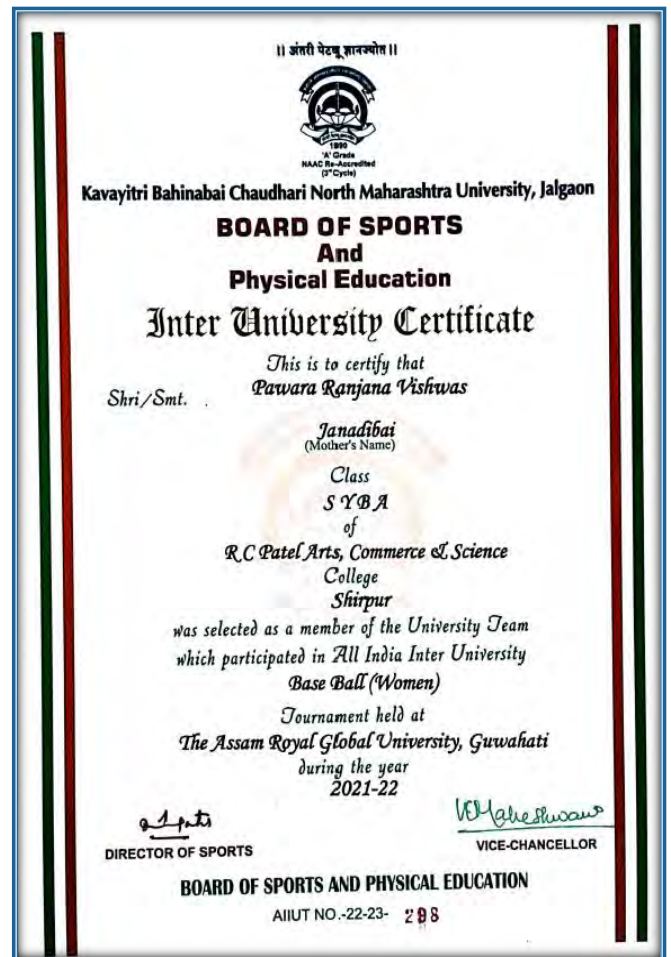 || अंतरी पेटवू ज्ञानज्योत ||
1990
'A' Grade
NAAC Re-Accredited
(3rd Cycle)
Kavayitri Bahinabai Chaudhari North Maharashtra University, Jalgaon
BOARD OF SPORTS
And
Physical Education
Inter University Certificate
This is to certify that
Shri/Smt. . Pawara Ranjana Vishwas
Janadibai
(Mother's Name)
Class
S Y B A
of
R.C Patel Arts, Commerce & Science
College
Shirpur
was selected as a member of the University Team
which participated in All India Inter University
Base Ball (Women)
Tournament held at
The Assam Royal Global University, Guwahati
during the year
2021-22
DIRECTOR OF SPORTS
VICE-CHANCELLOR
BOARD OF SPORTS AND PHYSICAL EDUCATION
AIIUT NO.-22-23- 298